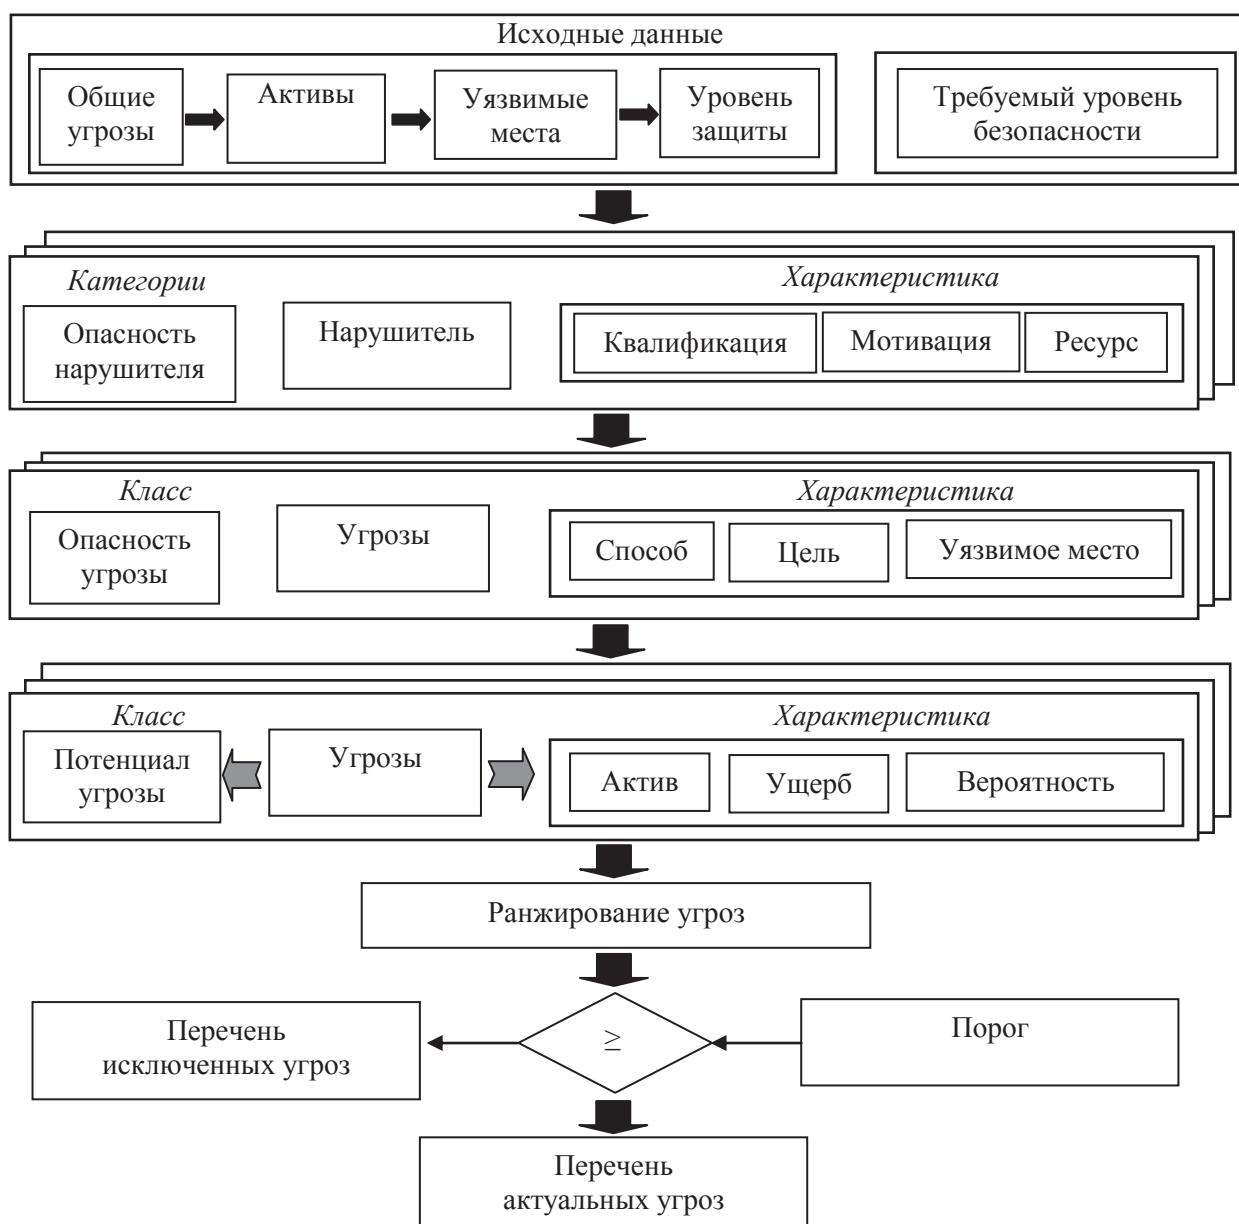 Исходные данные
Общие
угрозы
Активы
Уязвимые
места
Уровень
защиты
Требуемый уровень
безопасности
Категории
Характеристика
Опасность
нарушителя
Нарушитель
Квалификация
Мотивация
Ресурс
Класс
Характеристика
Опасность
угрозы
Угрозы
Способ
Цель
Уязвимое место
Класс
Характеристика
Потенциал
угрозы
Угрозы
Актив
Ущерб
Вероятность
Ранжирование угроз
Перечень
исключенных угроз
≥
Порог
Перечень
актуальных угроз